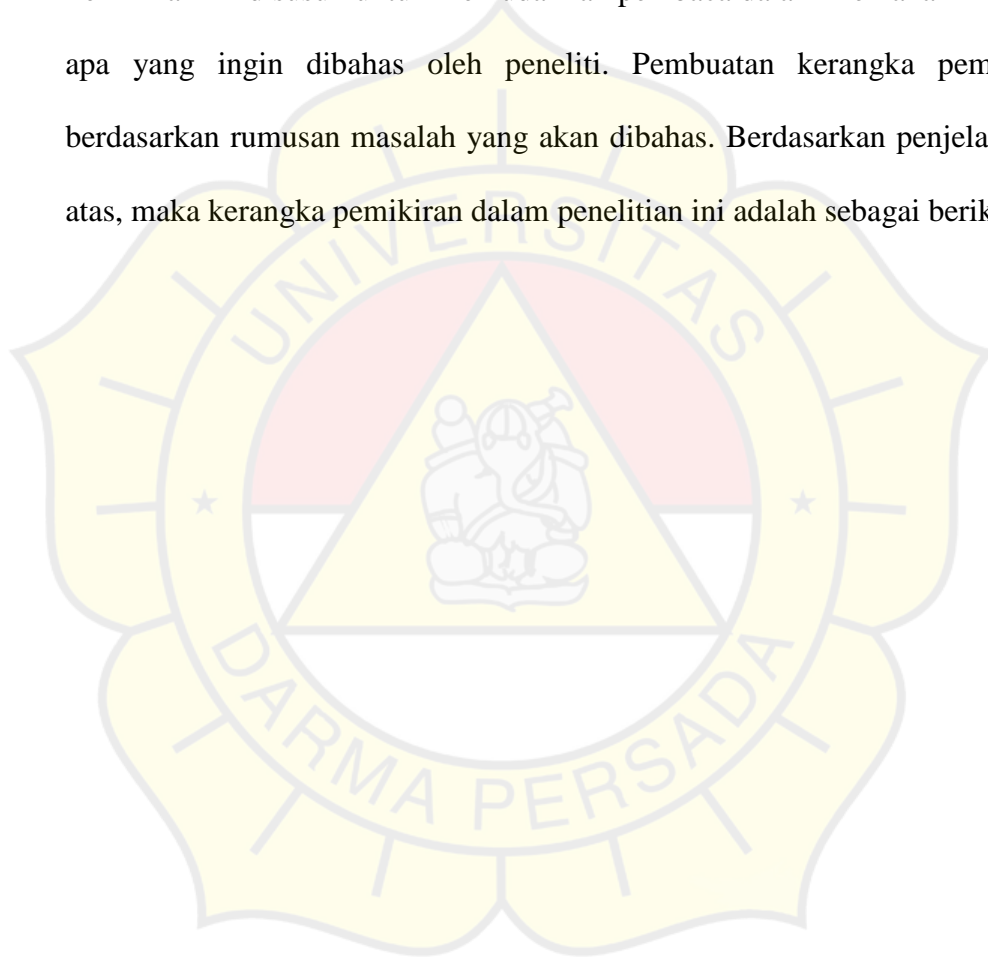 apa yang ingin dibahas oleh peneliti. Pembuatan kerangka pem
berdasarkan rumusan masalah yang akan dibahas. Berdasarkan penjela
atas, maka kerangka pemikiran dalam penelitian ini adalah sebagai berik
UNIVERSITAS
DARMA PERSADA